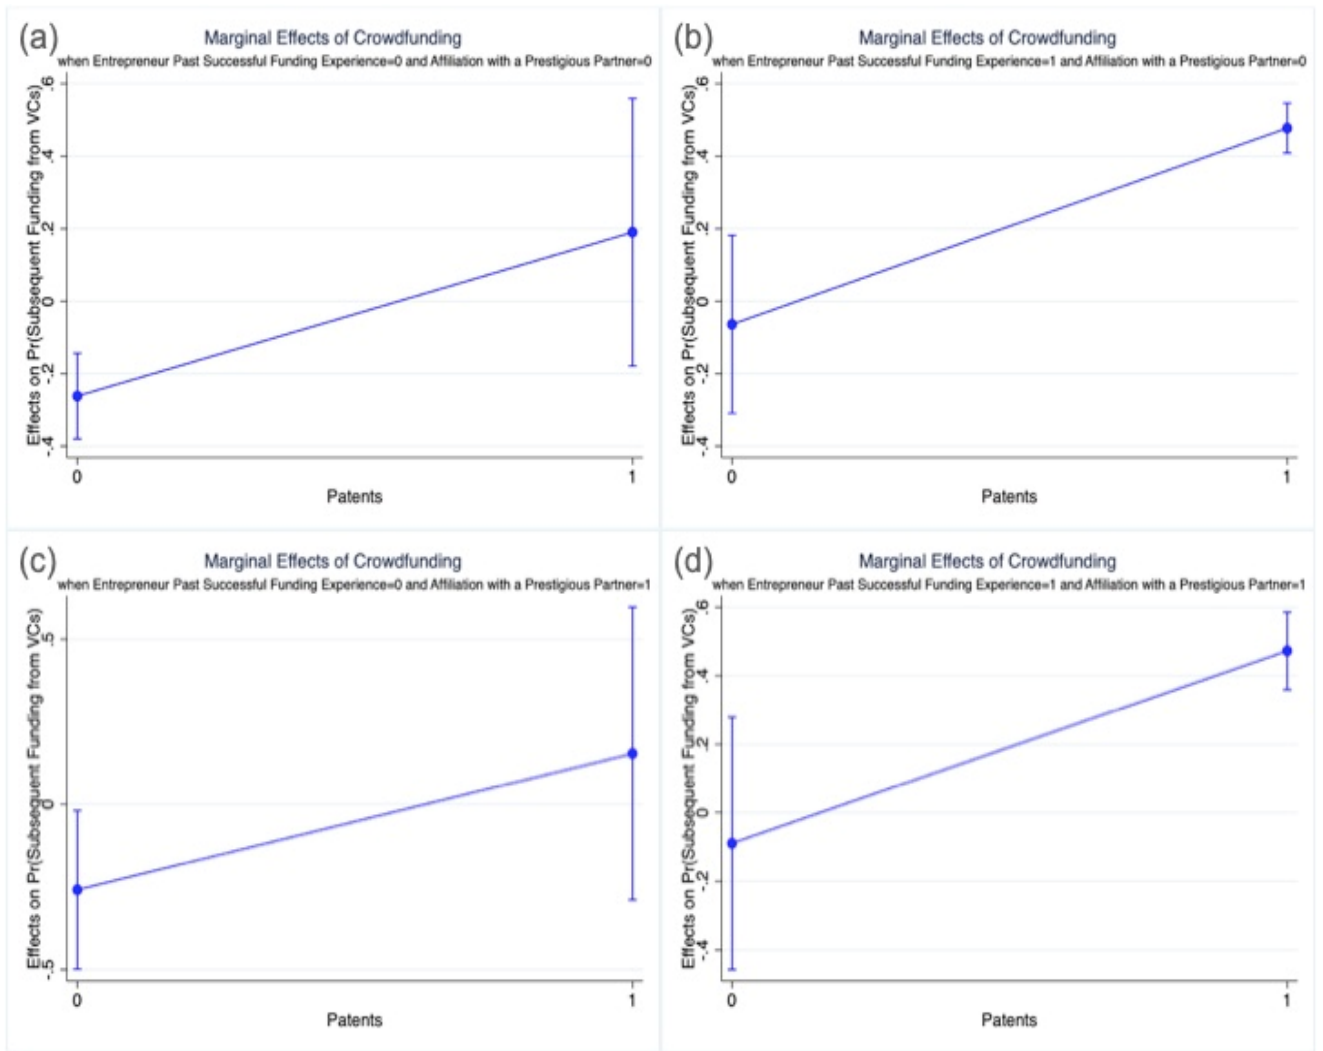 (a)
Marginal Effects of Crowdfunding
when Entrepreneur Past Successful Funding Experience=0 and Affiliation with a Prestigious Partner=0
Effects on Pr(Subsequent Funding from VCs)
.6
.4
.2
0
-.2
-.4
0 1
Patents
(b)
Marginal Effects of Crowdfunding
when Entrepreneur Past Successful Funding Experience=1 and Affiliation with a Prestigious Partner=0
Effects on Pr(Subsequent Funding from VCs)
.6
.4
.2
0
-.2
-.4
0 1
Patents
(c)
Marginal Effects of Crowdfunding
when Entrepreneur Past Successful Funding Experience=0 and Affiliation with a Prestigious Partner=1
Effects on Pr(Subsequent Funding from VCs)
.5
0
-.5
0 1
Patents
(d)
Marginal Effects of Crowdfunding
when Entrepreneur Past Successful Funding Experience=1 and Affiliation with a Prestigious Partner=1
Effects on Pr(Subsequent Funding from VCs)
.6
.4
.2
0
-.2
-.4
0 1
Patents